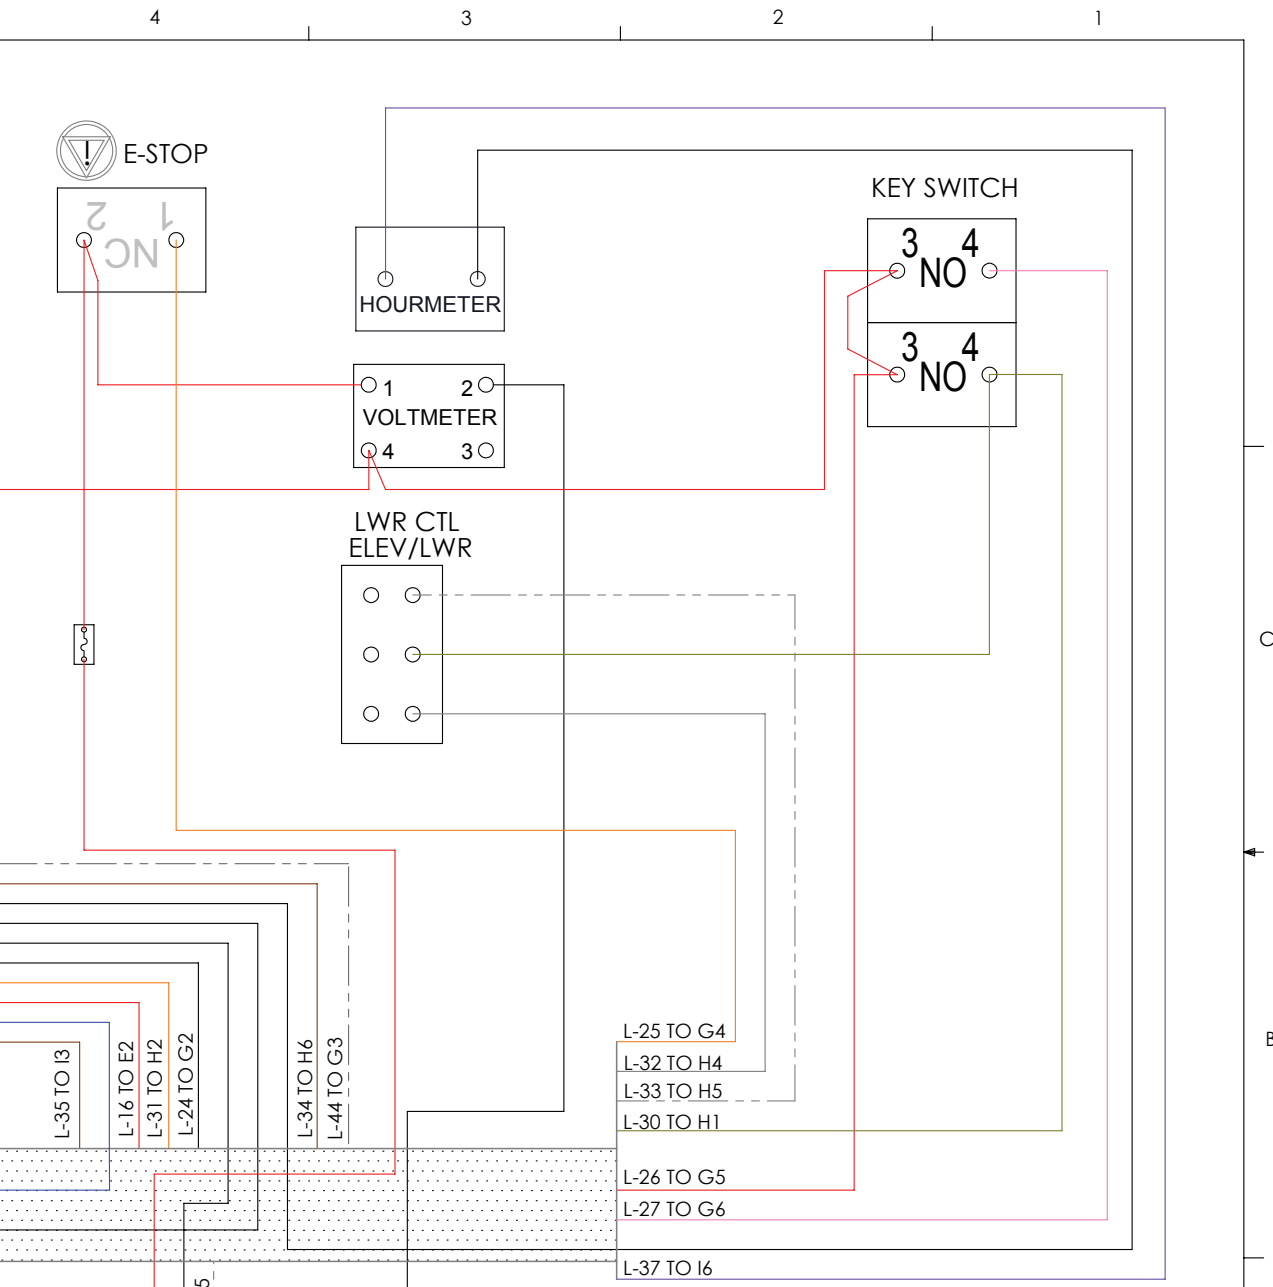 4
3
2
1
E-STOP
2
1
NC
HOURMETER
KEY SWITCH
3
4
NO
3
4
NO
1
2
VOLTMETER
4
3
LWR CTL
ELEV/LWR
C
B
L-35 TO I3
L-16 TO E2
L-31 TO H2
L-24 TO G2
L-34 TO H6
L-44 TO G3
L-25 TO G4
L-32 TO H4
L-33 TO H5
L-30 TO H1
L-26 TO G5
L-27 TO G6
L-37 TO I6
5